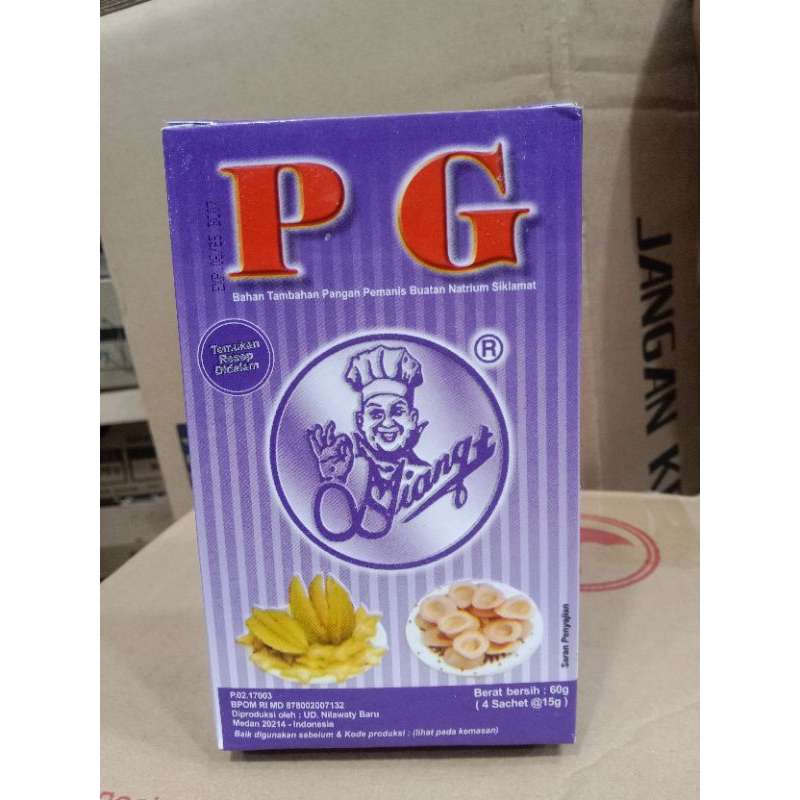 P G
Bahan Tambahan Pangan Pemanis Buatan Natrium Siklamat
Temukan
Resep
Didalam
®
Saran Penyajian
P.02.17003
BPOM RI MD 878002007132
Diproduksi oleh : UD. Nilawaty Baru
Medan 20214 - Indonesia
Baik digunakan sebelum & Kode produksi : (lihat pada kemasan)
Berat bersih : 60g
( 4 Sachet @15g )
JANGAN